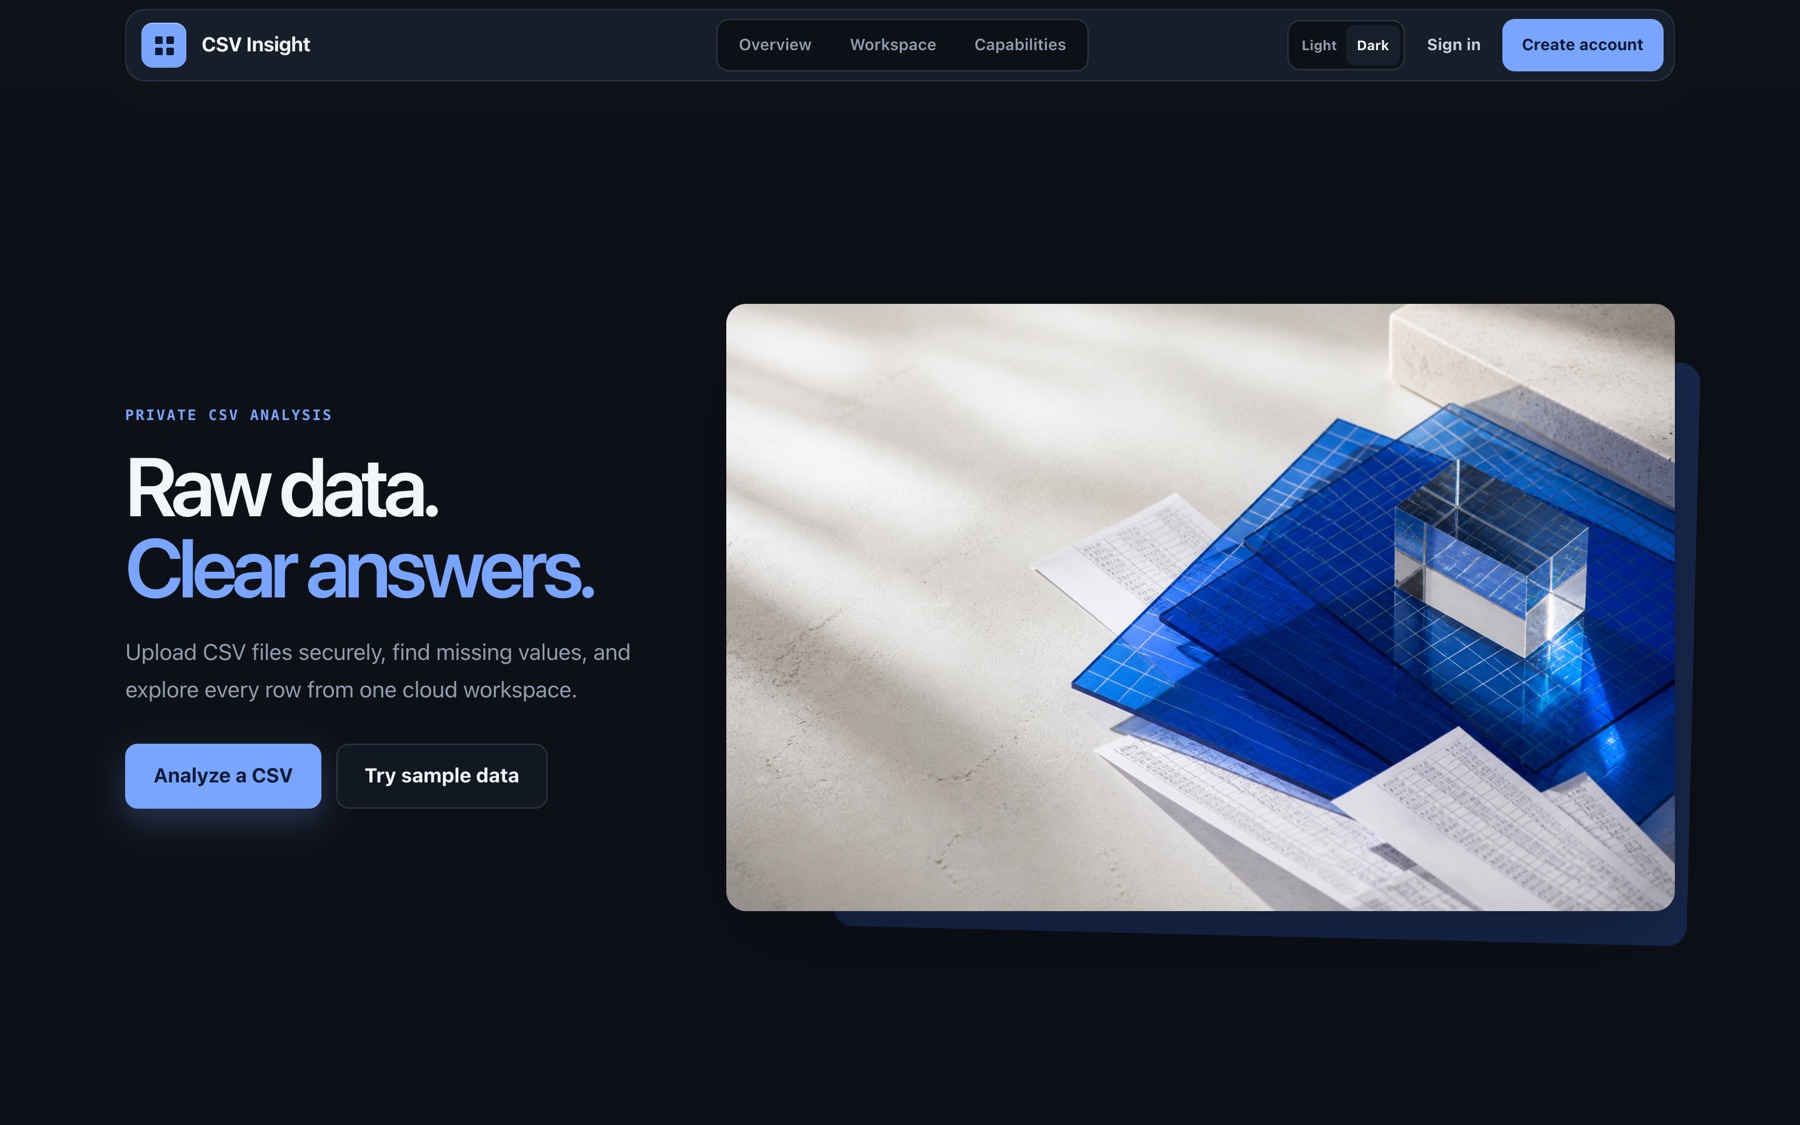 CSV Insight
Overview
Workspace
Capabilities
Light
Dark
Sign in
Create account
PRIVATE CSV ANALYSIS
Raw data.
Clear answers.
Upload CSV files securely, find missing values, and
explore every row from one cloud workspace.
Analyze a CSV
Try sample data